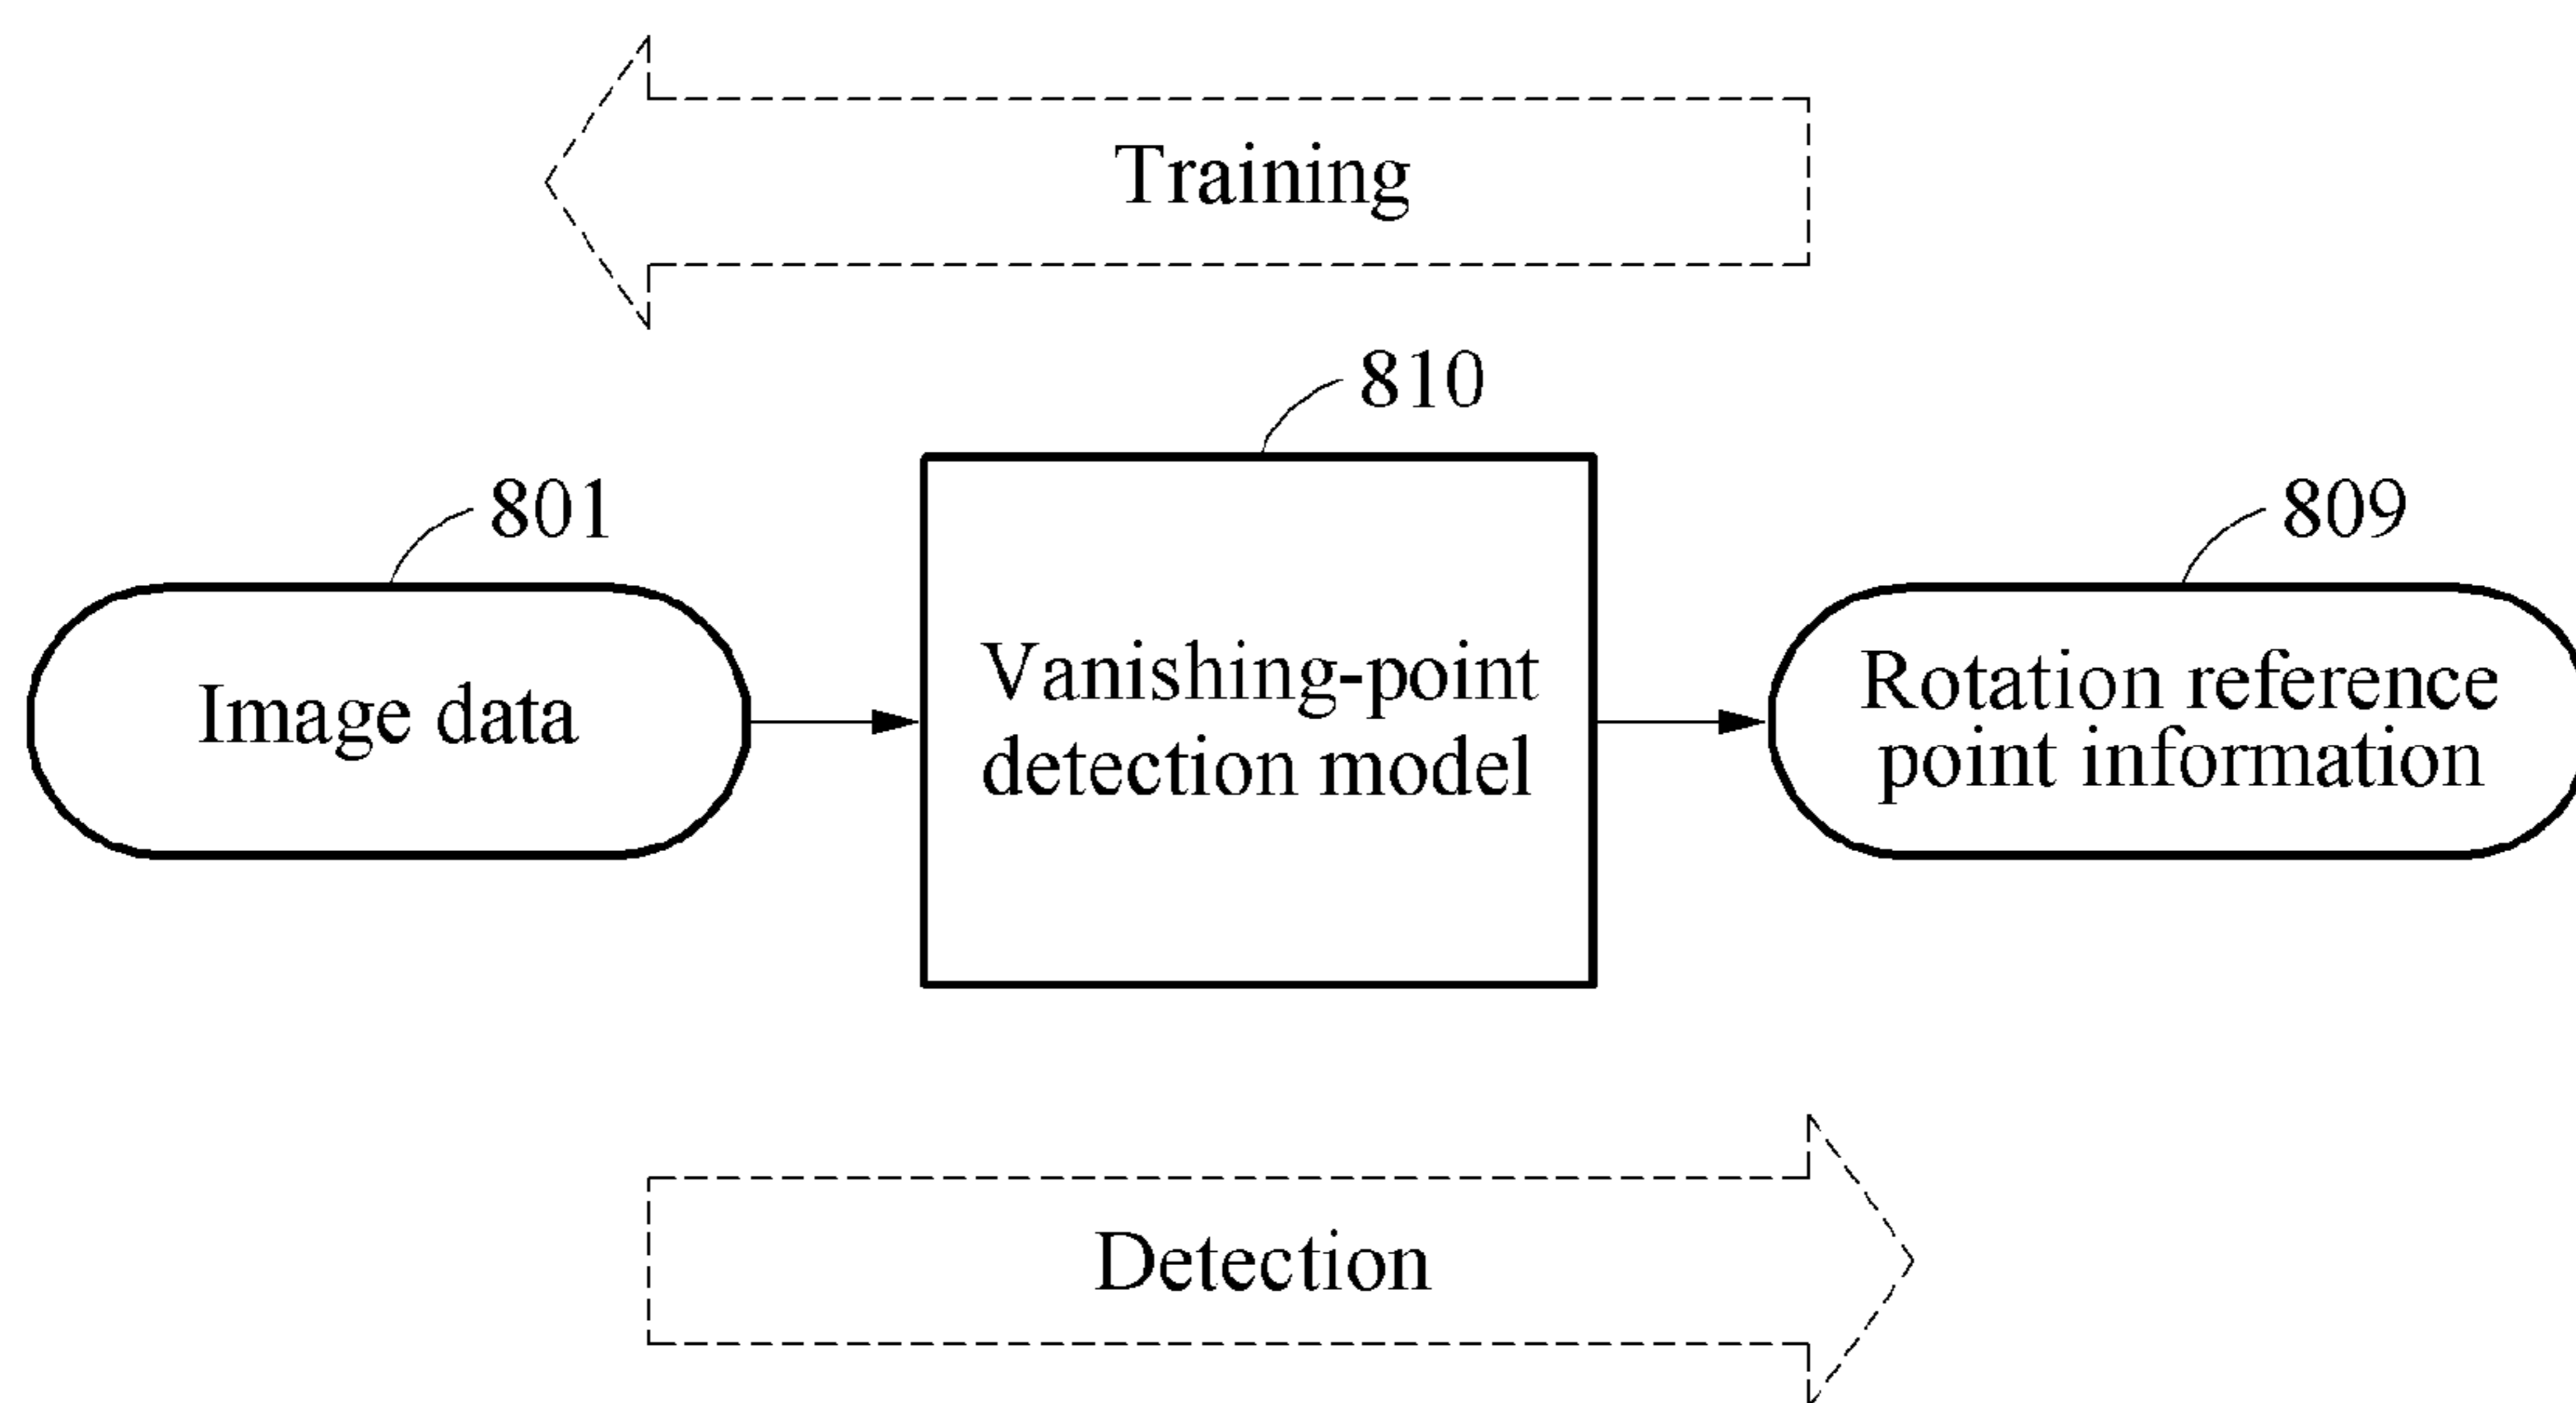 Training
810
801
809
Image data
Vanishing-point
detection model
Rotation reference
point information
Detection